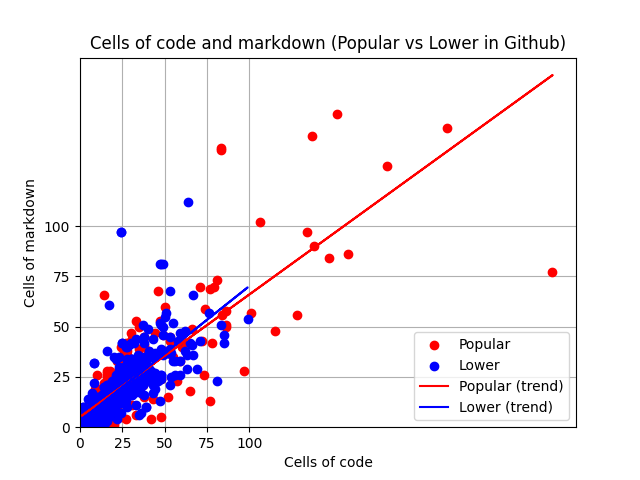 Cells of code and markdown (Popular vs Lower in Github)
Cells of markdown
100
75
50
25
0
0 25 50 75 100
Cells of code
Popular
Lower
Popular (trend)
Lower (trend)